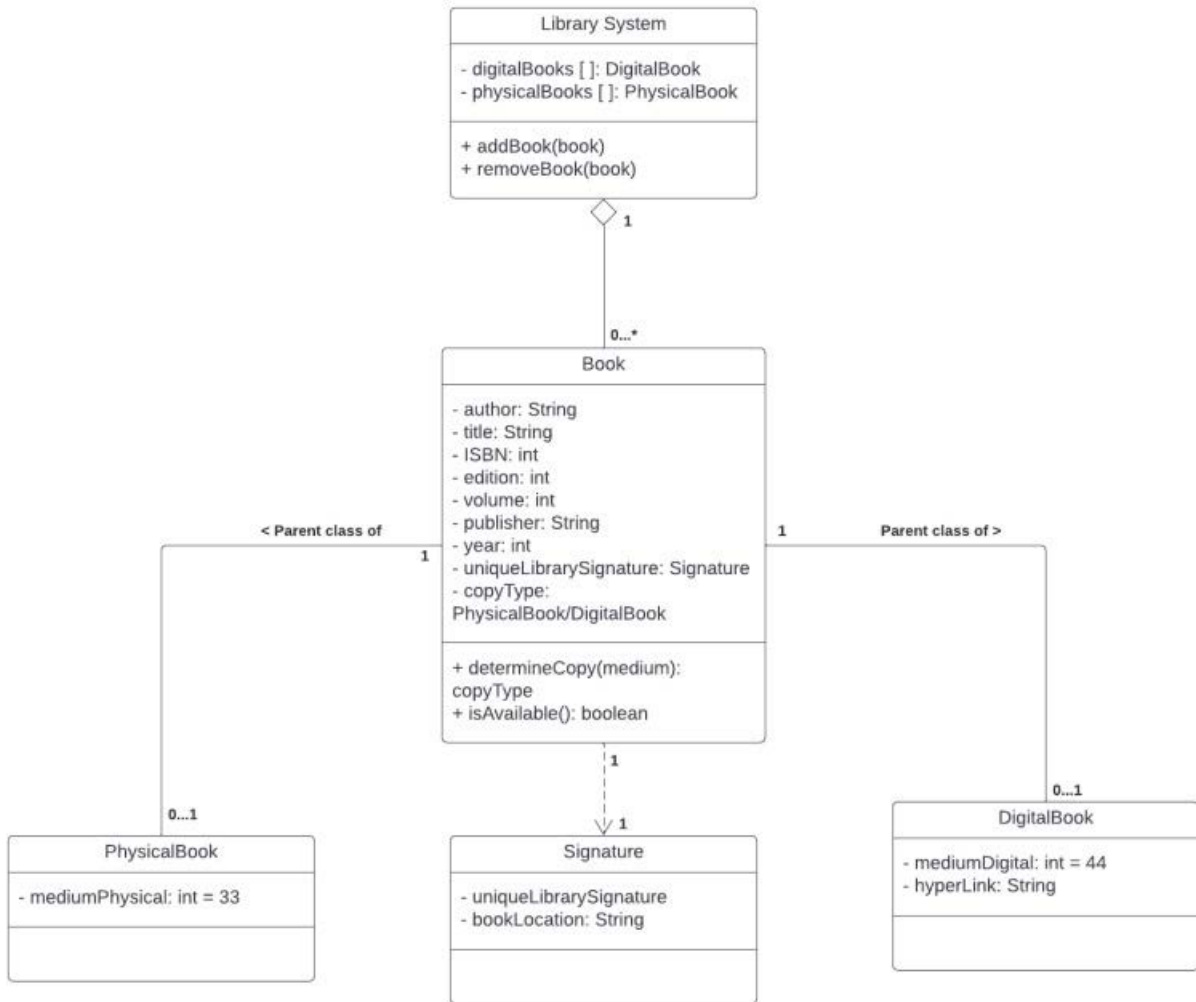 Library System
- digitalBooks [ ]: DigitalBook
- physicalBooks [ ]: PhysicalBook
+ addBook(book)
+ removeBook(book)
1
0...*
Book
- author: String
- title: String
- ISBN: int
- edition: int
- volume: int
- publisher: String
- year: int
- uniqueLibrarySignature: Signature
- copyType:
PhysicalBook/DigitalBook
+ determineCopy(medium):
copyType
+ isAvailable(): boolean
< Parent class of
1
1
Parent class of >
0...1
PhysicalBook
- mediumPhysical: int = 33
1
1
Signature
- uniqueLibrarySignature
- bookLocation: String
0...1
DigitalBook
- mediumDigital: int = 44
- hyperLink: String